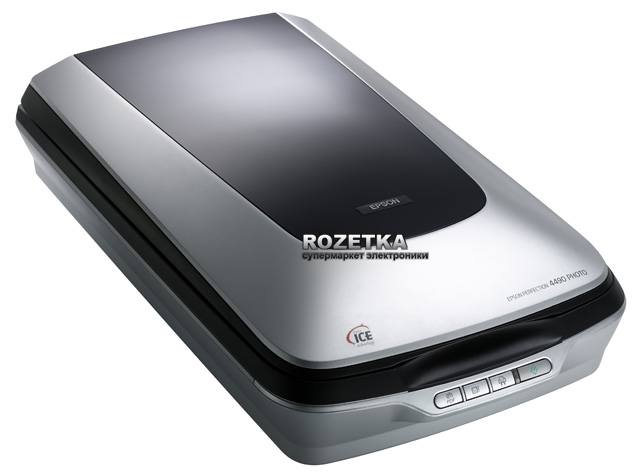 EPSON
ROZETKA
супермаркет электроники
EPSON PERFECTION 4490 PHOTO
ICE